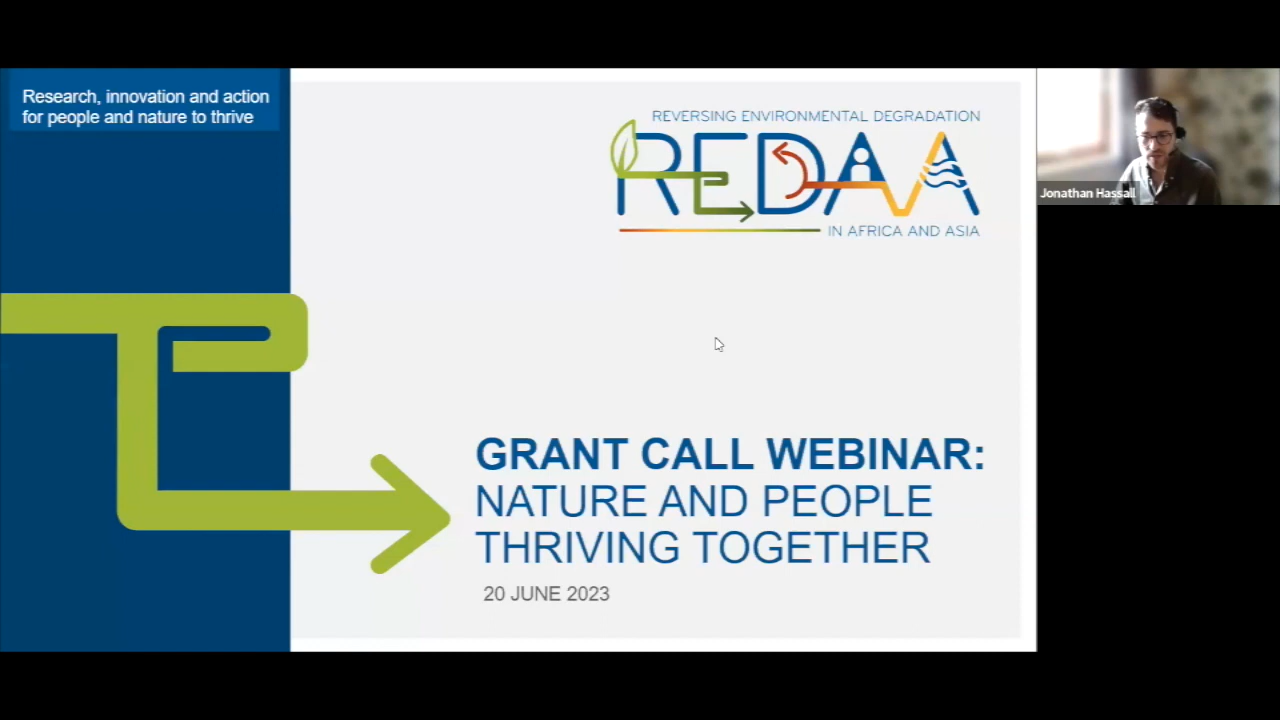 Research, innovation and action
for people and nature to thrive
REVERSING ENVIRONMENTAL DEGRADATION
REDAA
IN AFRICA AND ASIA
Jonathan Hassall
GRANT CALL WEBINAR:
NATURE AND PEOPLE
THRIVING TOGETHER
20 JUNE 2023